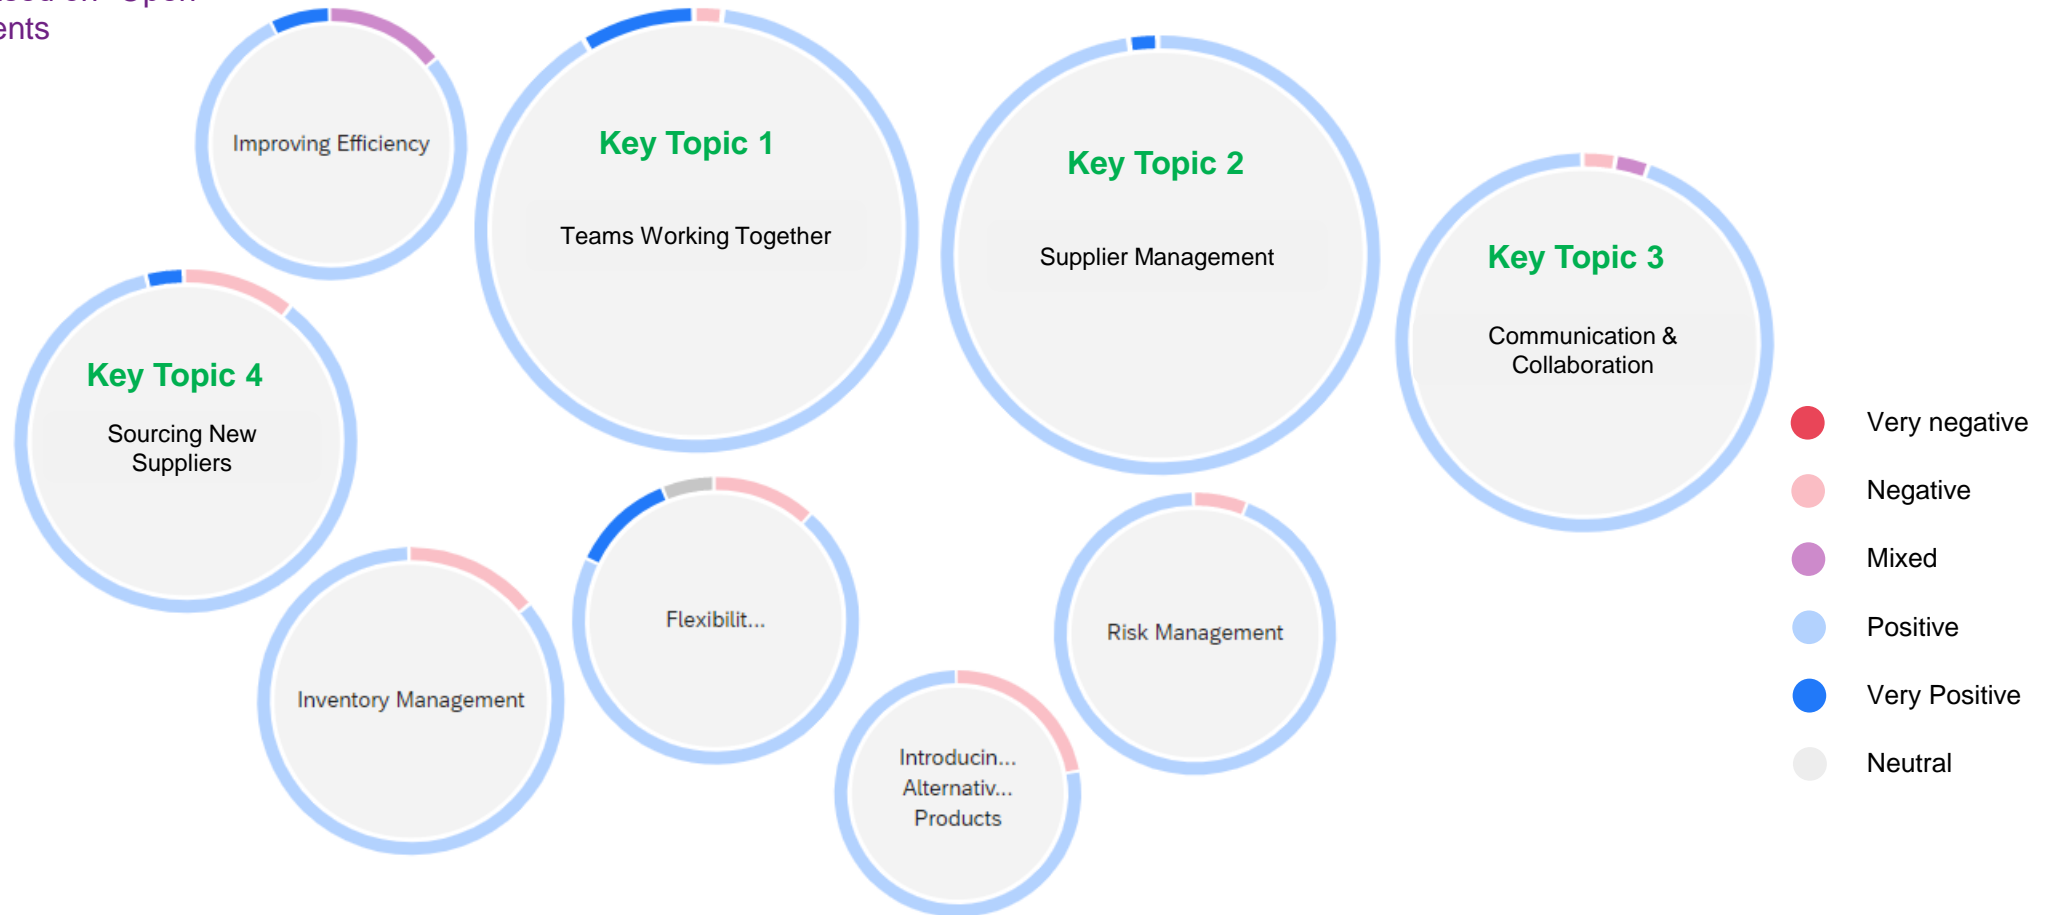 ents
Improving Efficiency
Key Topic 1
Teams Working Together
Key Topic 2
Supplier Management
Key Topic 3
Communication &
Collaboration
Key Topic 4
Sourcing New
Suppliers
Flexibilit...
Risk Management
Inventory Management
Introducin...
Alternativ...
Products
Very negative
Negative
Mixed
Positive
Very Positive
Neutral